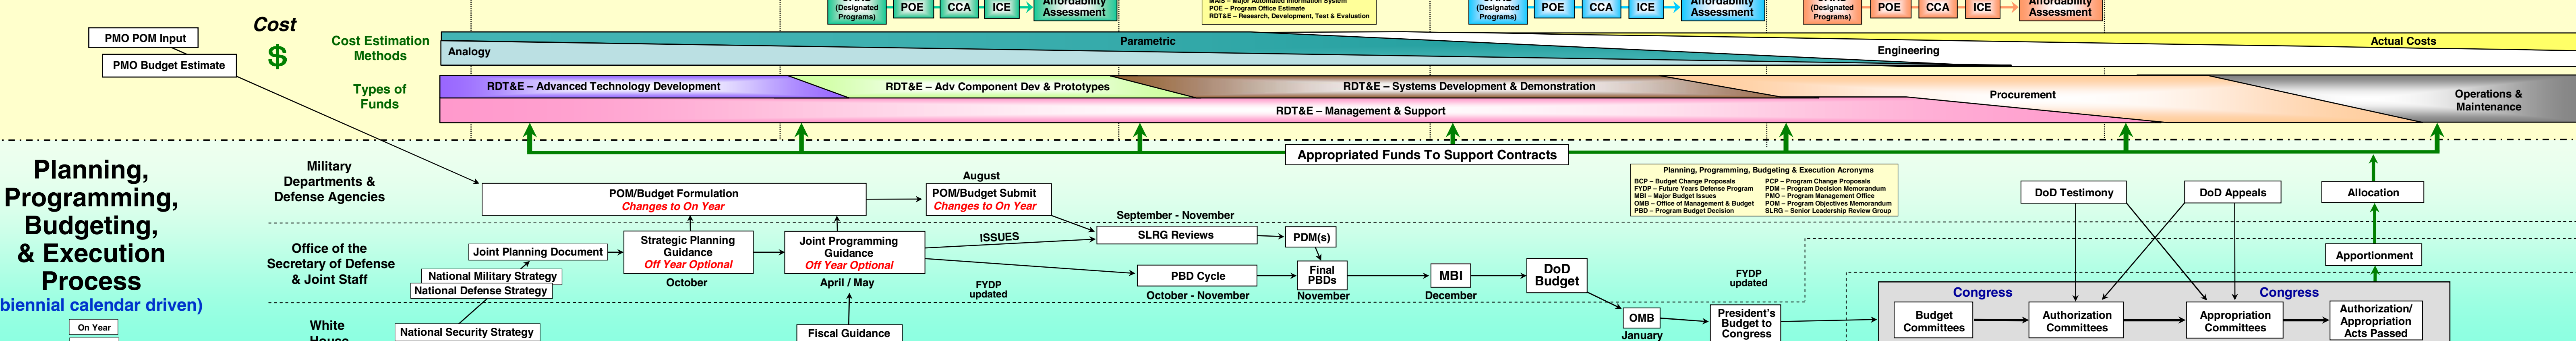 (Designated
Programs)
POE
CCA
ICE
Affordability
Assessment
MAIS – Major Automated Information System
POE – Program Office Estimate
RDT&E – Research, Development, Test & Evaluation
(Designated
Programs)
POE
CCA
ICE
Affordability
Assessment
(Designated
Programs)
POE
CCA
ICE
Affordability
Assessment
Cost
$
PMO POM Input
PMO Budget Estimate
Cost Estimation
Methods
Analogy
Parametric
Engineering
Actual Costs
Types of
Funds
RDT&E – Advanced Technology Development
RDT&E – Adv Component Dev & Prototypes
RDT&E – Systems Development & Demonstration
RDT&E – Management & Support
Procurement
Operations &
Maintenance
Appropriated Funds To Support Contracts
Planning,
Programming,
Budgeting,
& Execution
Process
biennial calendar driven)
On Year
Military
Departments &
Defense Agencies
POM/Budget Formulation
Changes to On Year
August
POM/Budget Submit
Changes to On Year
Planning, Programming, Budgeting & Execution Acronyms
BCP – Budget Change Proposals
FYDP – Future Years Defense Program
MBI – Major Budget Issues
OMB – Office of Management & Budget
PBD – Program Budget Decision
PCP – Program Change Proposals
PDM – Program Decision Memorandum
PMO – Program Management Office
POM – Program Objectives Memorandum
SLRG – Senior Leadership Review Group
DoD Testimony
DoD Appeals
Allocation
Office of the
Secretary of Defense
& Joint Staff
Joint Planning Document
National Military Strategy
National Defense Strategy
Strategic Planning
Guidance
Off Year Optional
October
Joint Programming
Guidance
Off Year Optional
April / May
ISSUES
FYDP
updated
September - November
SLRG Reviews
PDM(s)
PBD Cycle
October - November
Final
PBDs
November
MBI
December
DoD
Budget
FYDP
updated
Apportionment
White
House
National Security Strategy
Fiscal Guidance
OMB
January
President's
Budget to
Congress
Congress
Congress
Budget
Committees
Authorization
Committees
Appropriation
Committees
Authorization/
Appropriation
Acts Passed